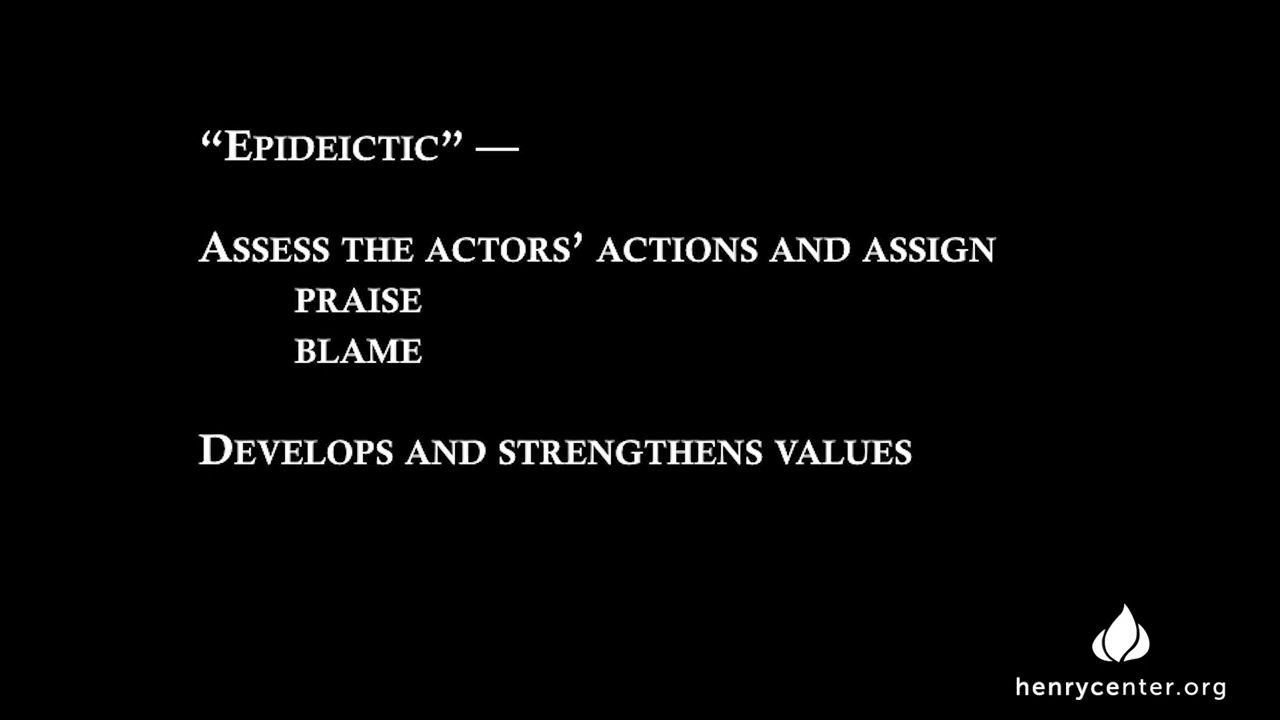 “Epideictic” —
Assess the actors’ actions and assign
praise
blame
Develops and strengthens values
henrycenter.org